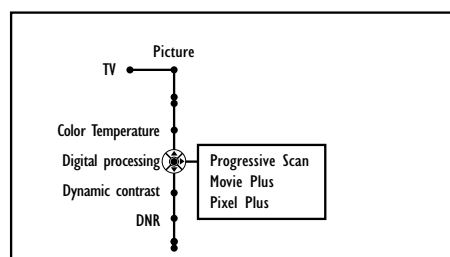 Picture
TV
Color Temperature
Digital processing
Progressive Scan
Movie Plus
Dynamic contrast
Pixel Plus
DNR